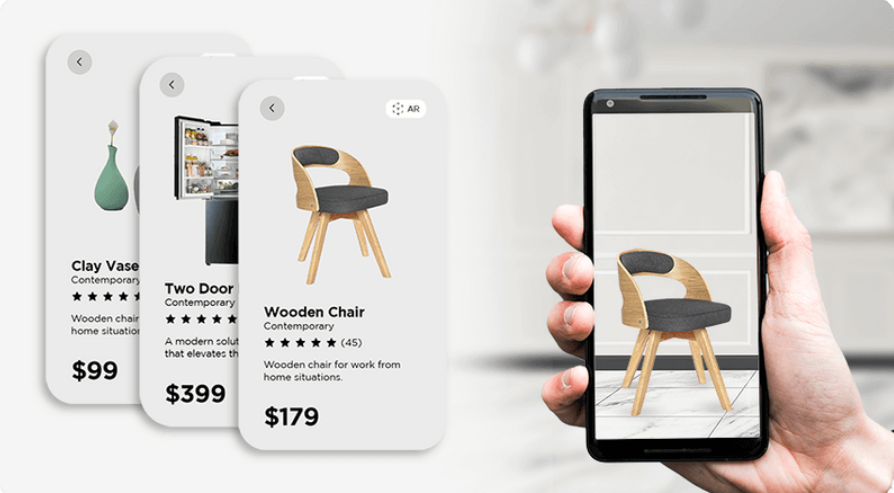 Clay Vase
Contemporary
Wooden chair
home situation
$99
Two Door
Contemporary
A modern solut
that elevates th
$399
AR
Wooden Chair
Contemporary
(45)
Wooden chair for work from
home situations.
$179